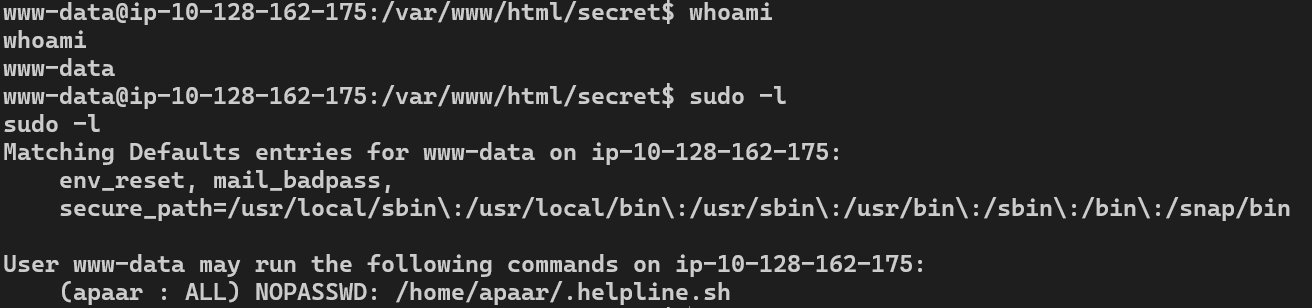 www-data@ip-10-128-162-175:/var/www/html/secret$ whoami
whoami
www-data
www-data@ip-10-128-162-175:/var/www/html/secret$ sudo -l
sudo -l
Matching Defaults entries for www-data on ip-10-128-162-175:
    env_reset, mail_badpass,
    secure_path=/usr/local/sbin\:/usr/local/bin\:/usr/sbin\:/usr/bin\:/sbin\:/bin\:/snap/bin

User www-data may run the following commands on ip-10-128-162-175:
    (apaar : ALL) NOPASSWD: /home/apaar/.helpline.sh